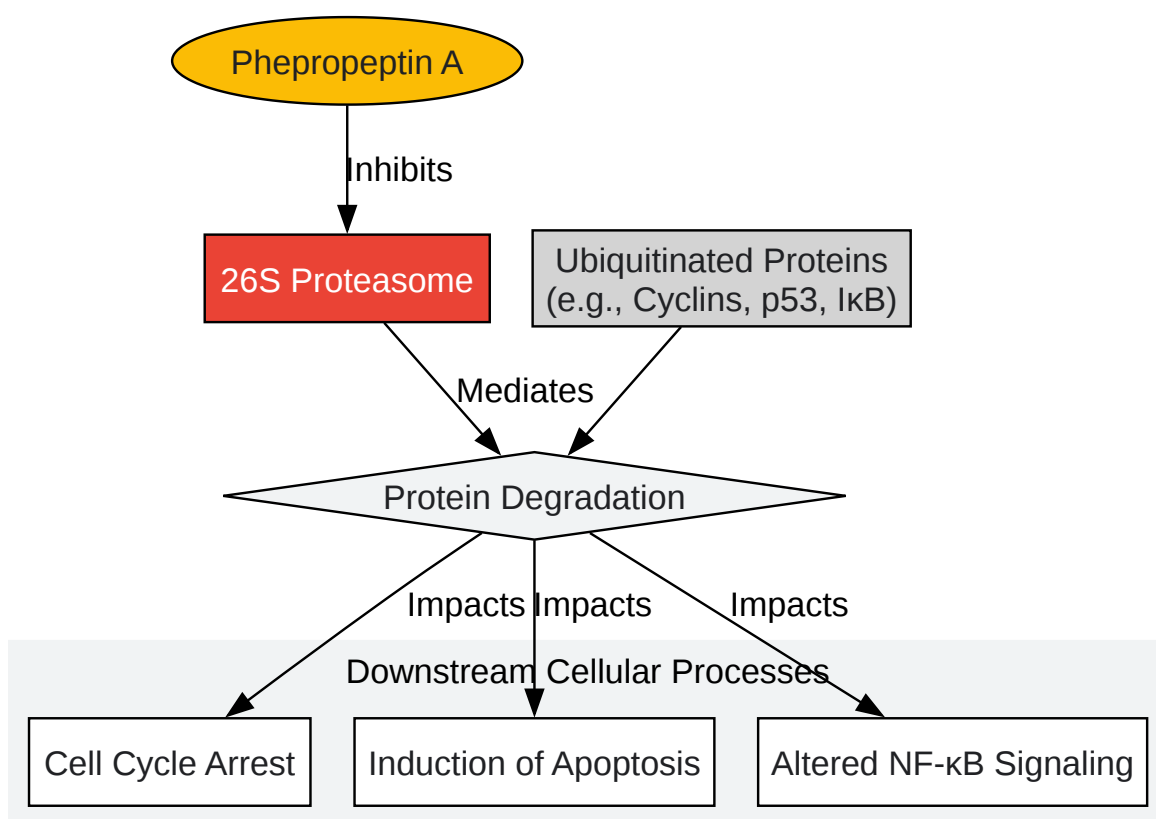 Phepropeptin A
Inhibits
26S Proteasome
Ubiquitinated Proteins
(e.g., Cyclins, p53, IκB)
Mediates
Protein Degradation
Impacts
Impacts
Impacts
Downstream Cellular Processes
Cell Cycle Arrest
Induction of Apoptosis
Altered NF-κB Signaling